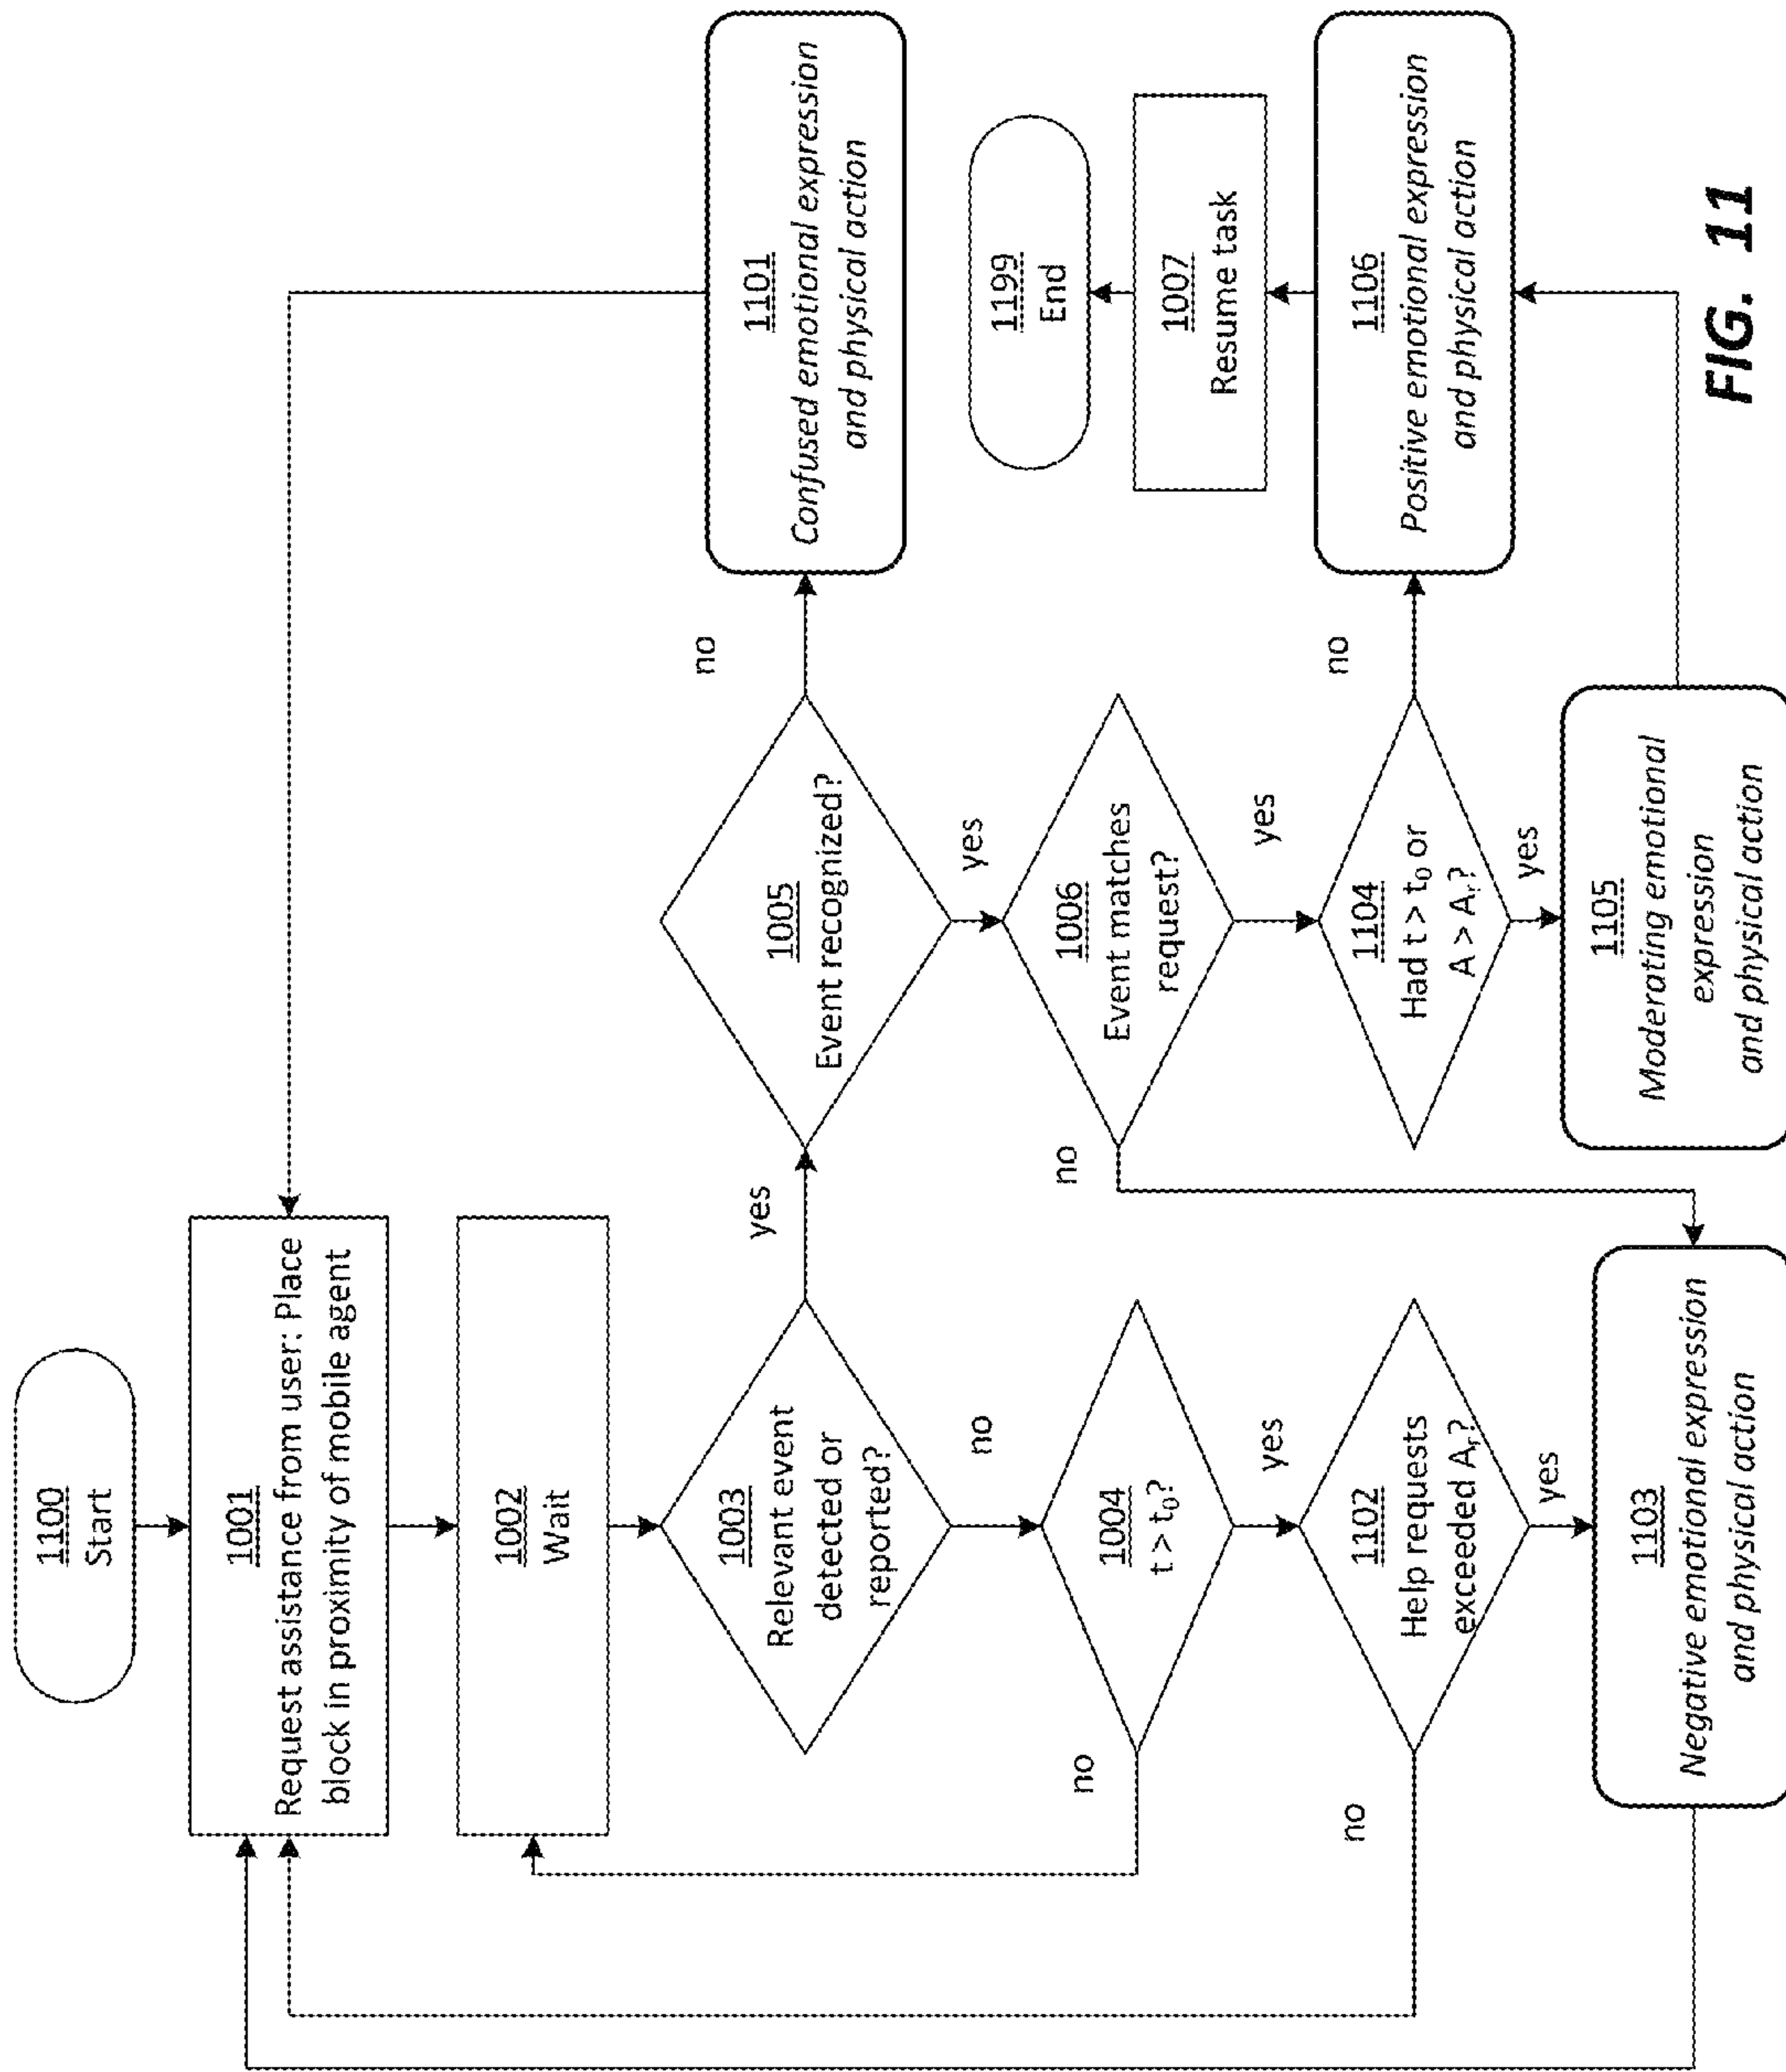 1100
Start
1001
Request assistance from user: Place
block in proximity of mobile agent
1002
Wait
1003
Relevant event
detected or
reported?
yes
no
1004
t > t₀?
no
yes
1102
Help requests
exceeded Aᵣ?
no
yes
1103
Negative emotional expression
and physical action
1005
Event recognized?
no
yes
1101
Confused emotional expression
and physical action
1006
Event matches
request?
no
yes
1104
Had t > t₀ or
A > Aᵣ?
no
yes
1105
Moderating emotional
expression
and physical action
1106
Positive emotional expression
and physical action
1007
Resume task
1199
End
FIG. 11